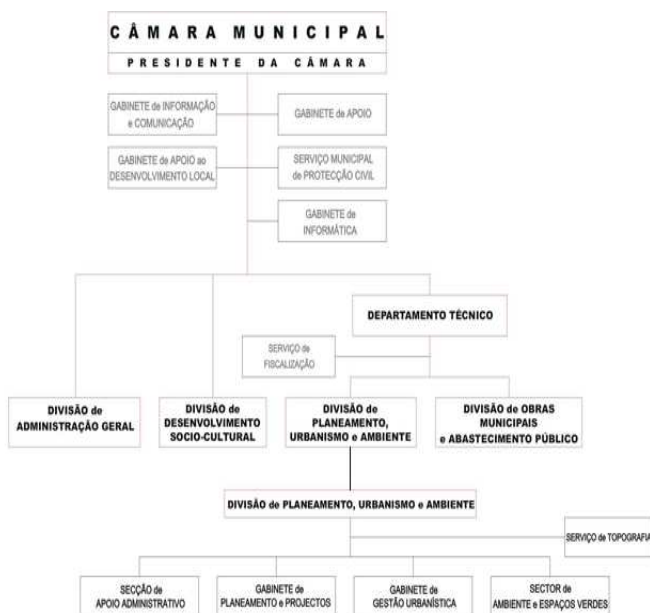 CÂMARA MUNICIPAL
PRESIDENTE DA CÂMARA
GABINETE de INFORMAÇÃO
e COMUNICAÇÃO
GABINETE de APOIO
GABINETE de APOIO ao
DESENVOLVIMENTO LOCAL
SERVIÇO MUNICIPAL
de PROTECÇÃO CIVIL
GABINETE de
INFORMÁTICA
DEPARTAMENTO TÉCNICO
SERVIÇO de
FISCALIZAÇÃO
DIVISÃO de
ADMINISTRAÇÃO GERAL
DIVISÃO de
DESENVOLVIMENTO
SOCIO-CULTURAL
DIVISÃO de
PLANEAMENTO,
URBANISMO e AMBIENTE
DIVISÃO de OBRAS
MUNICIPAIS
e ABASTECIMENTO PÚBLICO
DIVISÃO de PLANEAMENTO, URBANISMO e AMBIENTE
SERVIÇO de TOPOGRAFIA
SECÇÃO de
APOIO ADMINISTRATIVO
GABINETE de
PLANEAMENTO e PROJECTOS
GABINETE de
GESTÃO URBANÍSTICA
SECTOR de
AMBIENTE e ESPAÇOS VERDES